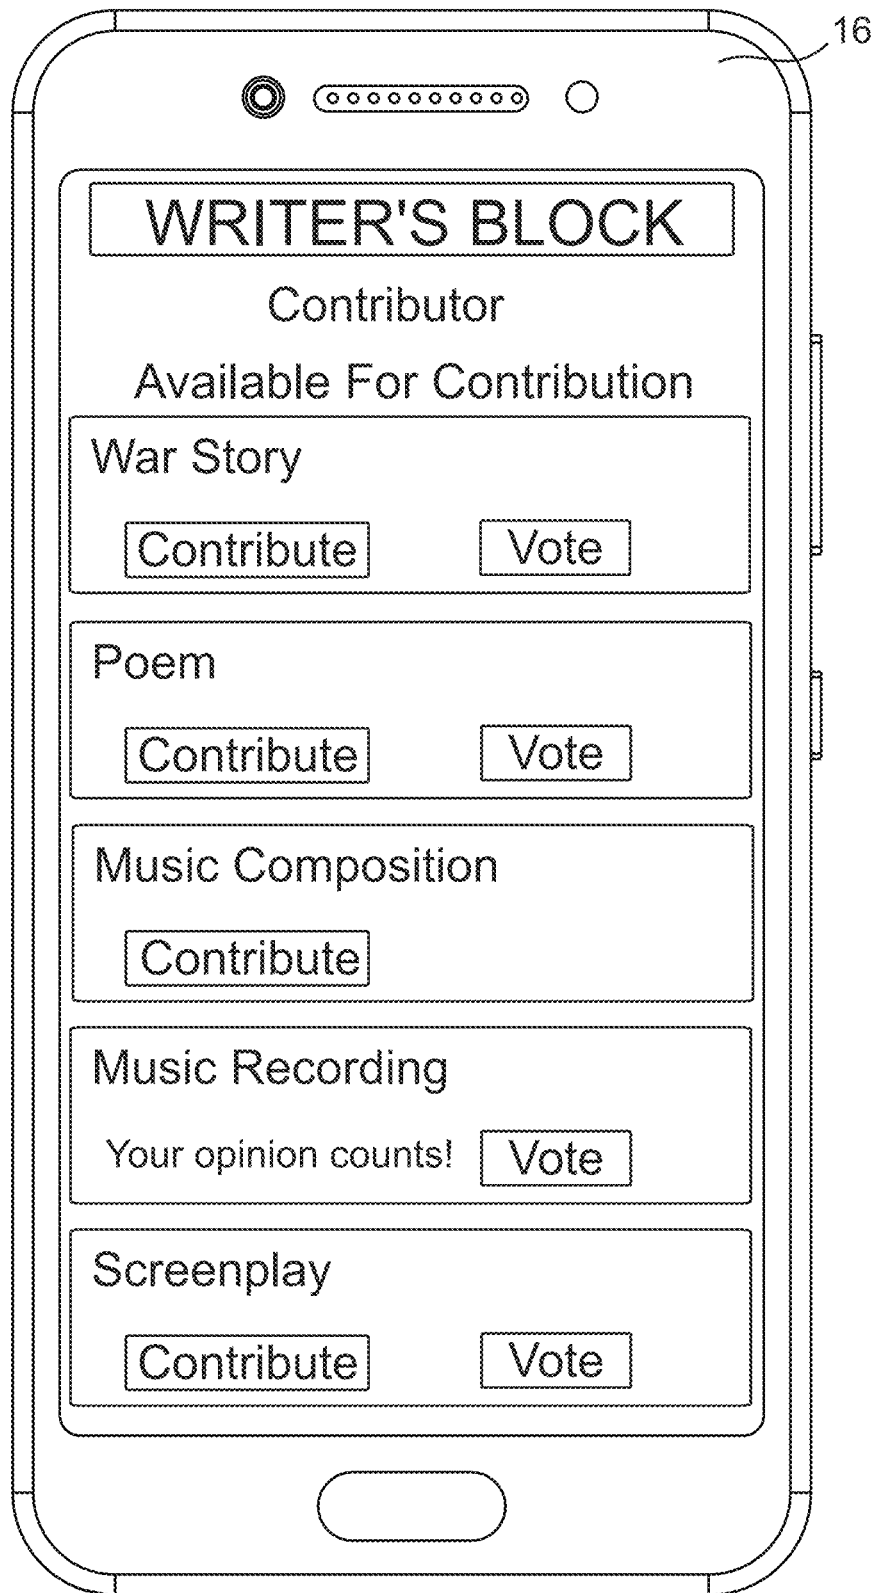 16
WRITER'S BLOCK
Contributor
Available For Contribution
War Story
Contribute Vote
Poem
Contribute Vote
Music Composition
Contribute
Music Recording
Your opinion counts! Vote
Screenplay
Contribute Vote